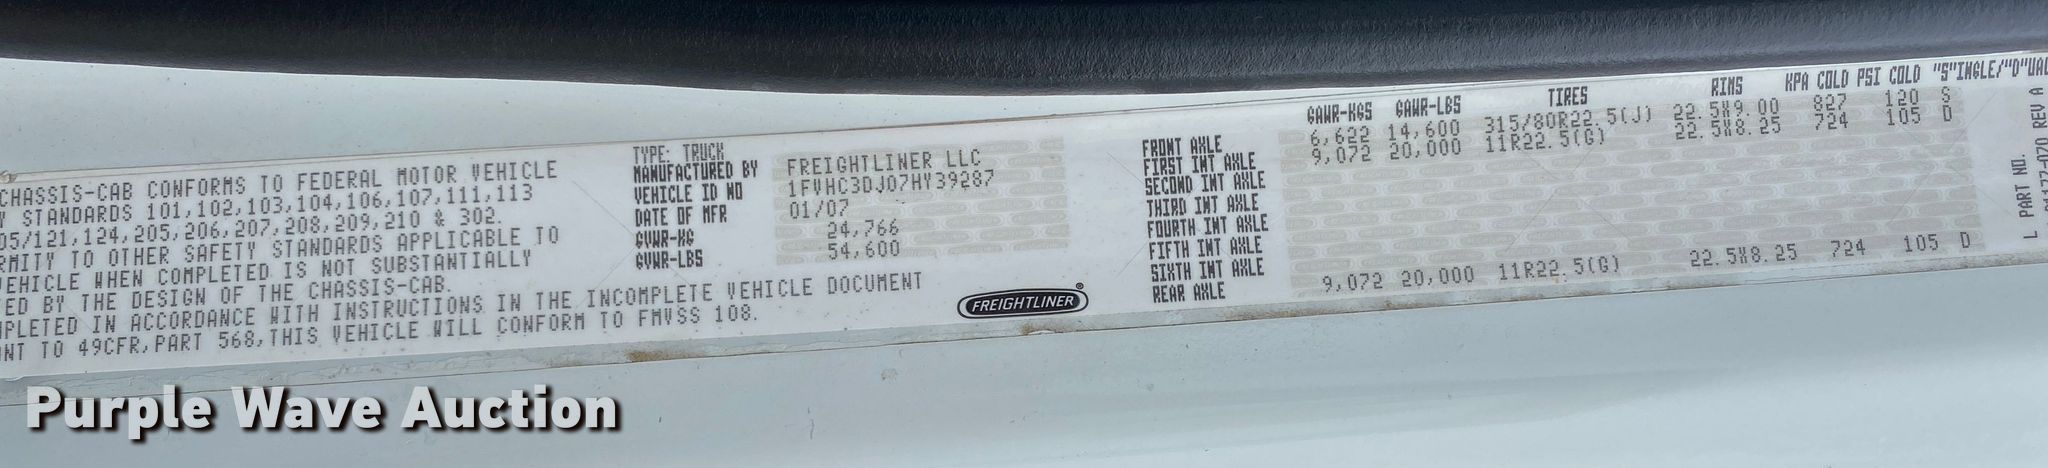 CHASSIS-CAB CONFORMS TO FEDERAL MOTOR VEHICLE
Y STANDARDS 101,102,103,104,106,107,111,113
05/121,124,205,206,207,208,209,210 & 302.
RMITY TO OTHER SAFETY STANDARDS APPLICABLE TO
VEHICLE WHEN COMPLETED IS NOT SUBSTANTIALLY
TED BY THE DESIGN OF THE CHASSIS-CAB.
MPLETED IN ACCORDANCE WITH INSTRUCTIONS IN THE INCOMPLETE VEHICLE DOCUMENT
ANT TO 49CFR,PART 568,THIS VEHICLE WILL CONFORM TO FMVSS 108.
TYPE: TRUCK
MANUFACTURED BY FREIGHTLINER LLC
VEHICLE ID NO 1FVHC3DJ07HY39287
DATE OF MFR 01/07
GVWR-KG 24,766
GVWR-LBS 54,600
FREIGHTLINER®
GAWR-KGS GAWR-LBS TIRES RIMS KPA COLD PSI COLD "S"INGLE/"D"UAL
FRONT AXLE 6,622 14,600 315/80R22.5(J) 22.5X9.00 827 120 S
FIRST INT AXLE 9,072 20,000 11R22.5(G) 22.5X8.25 724 105 D
SECOND INT AXLE
THIRD INT AXLE
FOURTH INT AXLE
FIFTH INT AXLE
SIXTH INT AXLE
REAR AXLE 9,072 20,000 11R22.5(G) 22.5X8.25 724 105 D
L PART NO.
REV A
Purple Wave Auction